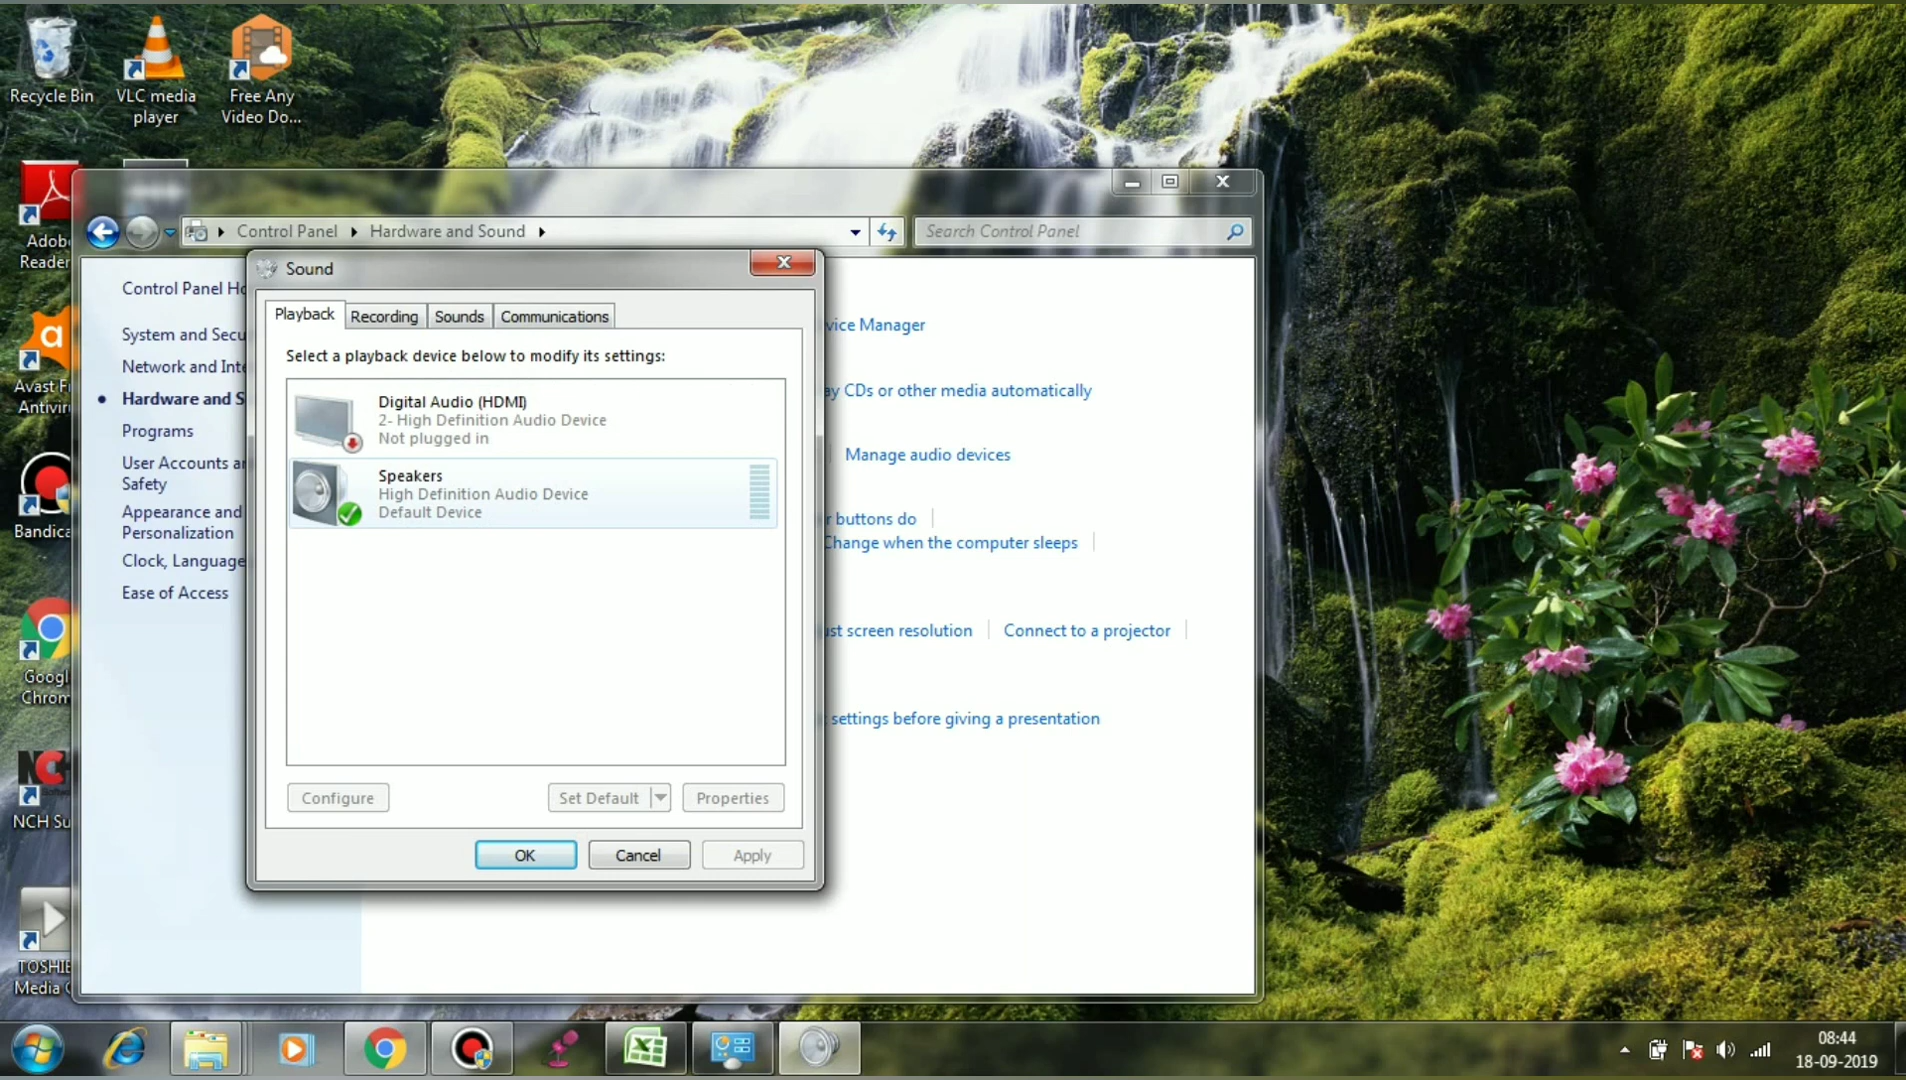 Recycle Bin
VLC media
player
Free Any
Video Do...
Adobe
Reader
Avast F
Antivir
Bandica
Googl
Chrom
NCH Su
TOSHIB
Media
Control Panel
Hardware and Sound
Search Control Panel
Control Panel Ho
System and Secu
Network and Inte
Hardware and S
Programs
User Accounts an
Safety
Appearance and
Personalization
Clock, Language
Ease of Access
Sound
Playback
Recording
Sounds
Communications
Select a playback device below to modify its settings:
Digital Audio (HDMI)
2- High Definition Audio Device
Not plugged in
Speakers
High Definition Audio Device
Default Device
Configure
Set Default
Properties
OK
Cancel
Apply
vice Manager
ay CDs or other media automatically
Manage audio devices
r buttons do
Change when the computer sleeps
ust screen resolution
Connect to a projector
settings before giving a presentation
08:44
18-09-2019